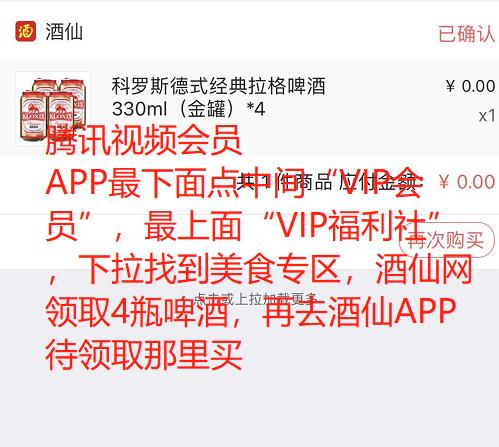 酒 酒仙 已确认
科罗斯德式经典拉格啤酒 ¥ 0.00
330ml（金罐）*4 x1
腾讯视频会员
共1件商品 应付金额: ¥ 0.00
APP最下面点中间“VIP会
员”，最上面“VIP福利社”
再次购买
，下拉找到美食专区，酒仙网
点击或上拉加载更多
领取4瓶啤酒，再去酒仙APP
待领取那里买